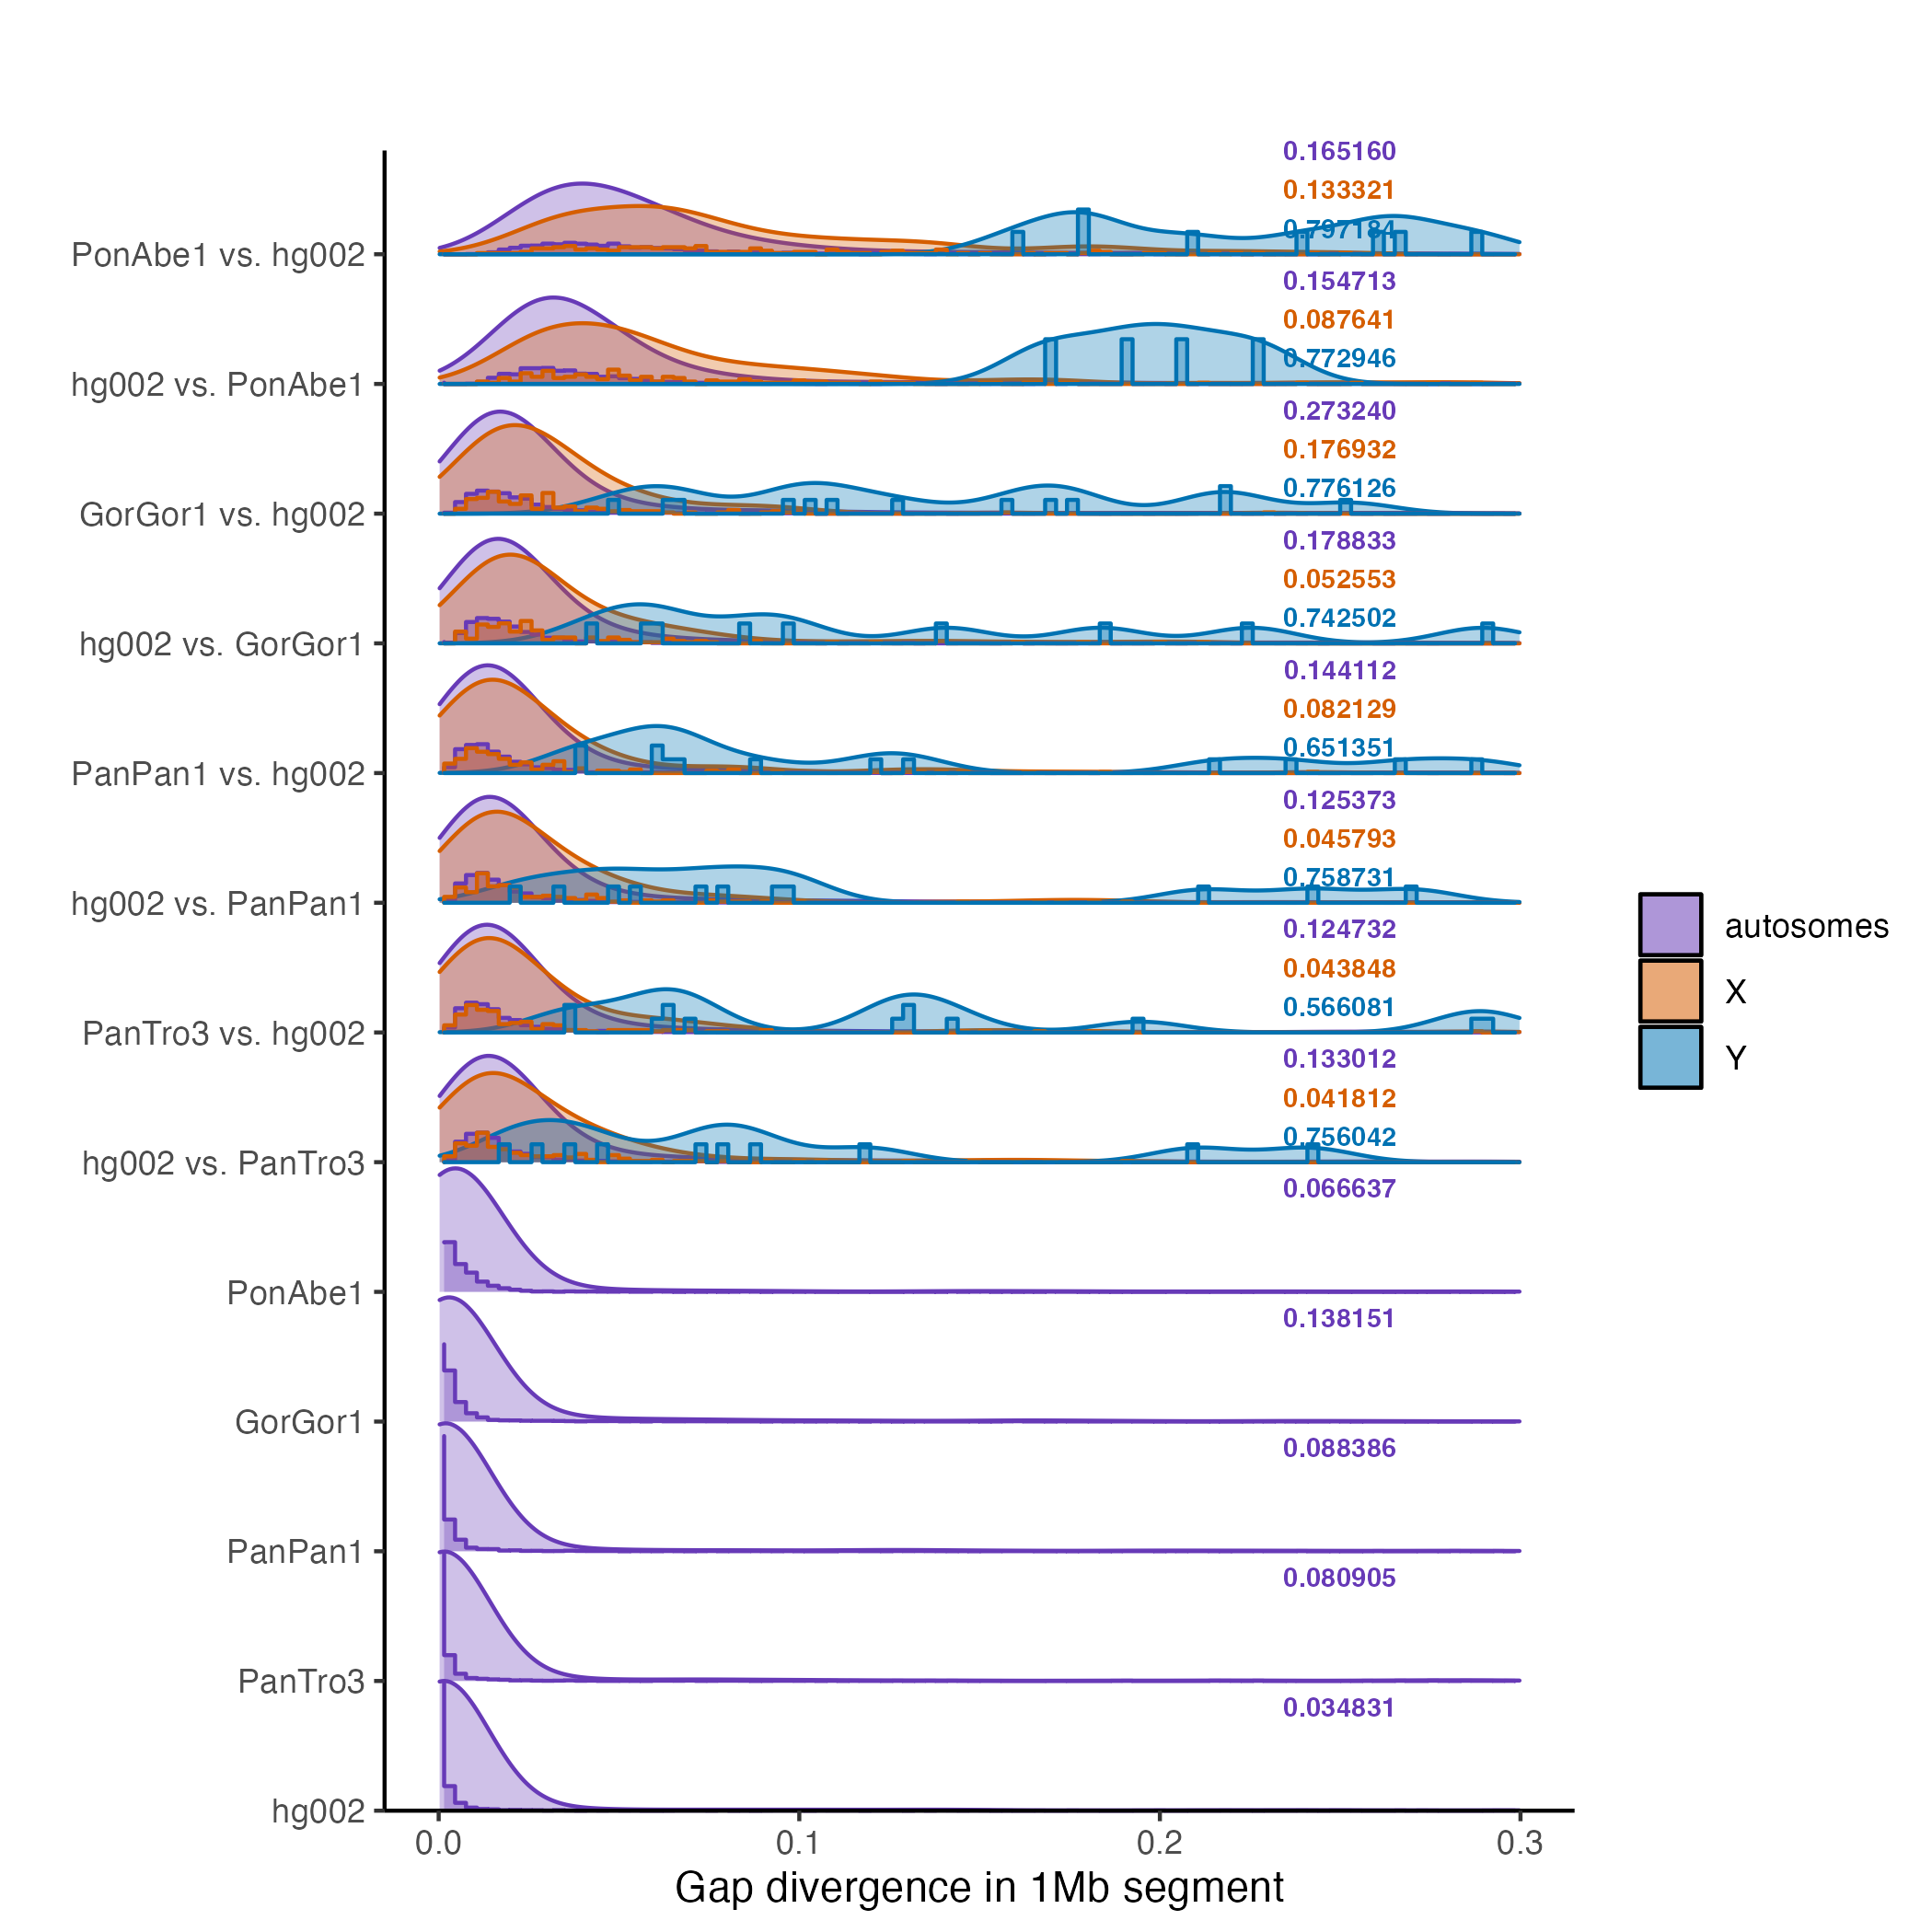 0.165160
0.133321
0.797184
PonAbe1 vs. hg002
0.154713
0.087641
0.772946
hg002 vs. PonAbe1
0.273240
0.176932
0.776126
GorGor1 vs. hg002
0.178833
0.052553
0.742502
hg002 vs. GorGor1
0.144112
0.082129
0.651351
PanPan1 vs. hg002
0.125373
0.045793
0.758731
hg002 vs. PanPan1
0.124732
0.043848
0.566081
PanTro3 vs. hg002
0.133012
0.041812
0.756042
hg002 vs. PanTro3
0.066637
PonAbe1
0.138151
GorGor1
0.088386
PanPan1
0.080905
PanTro3
0.034831
hg002
0.0 0.1 0.2 0.3
Gap divergence in 1Mb segment
autosomes
X
Y